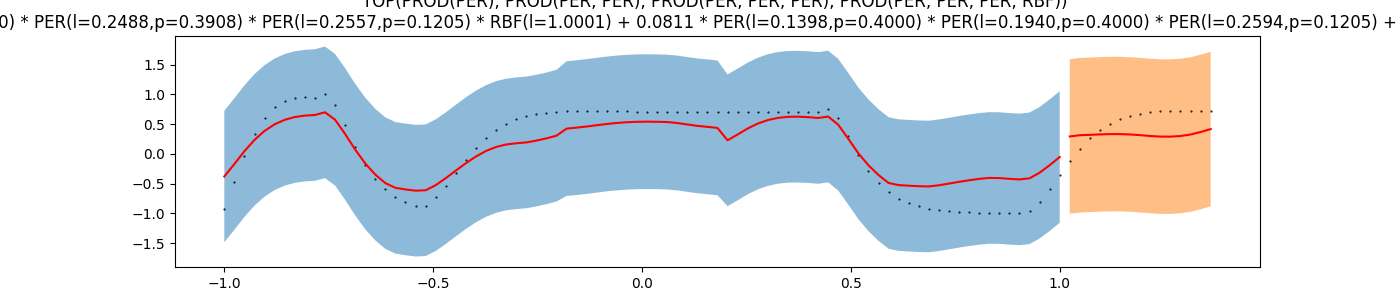 TOP(PROD(PER), PROD(PER, PER), PROD(PER, PER, PER), PROD(PER, PER, PER, RBF))
0) * PER(l=0.2488,p=0.3908) * PER(l=0.2557,p=0.1205) * RBF(l=1.0001) + 0.0811 * PER(l=0.1398,p=0.4000) * PER(l=0.1940,p=0.4000) * PER(l=0.2594,p=0.1205) +
1.5
1.0
0.5
0.0
−0.5
−1.0
−1.5
−1.0 −0.5 0.0 0.5 1.0